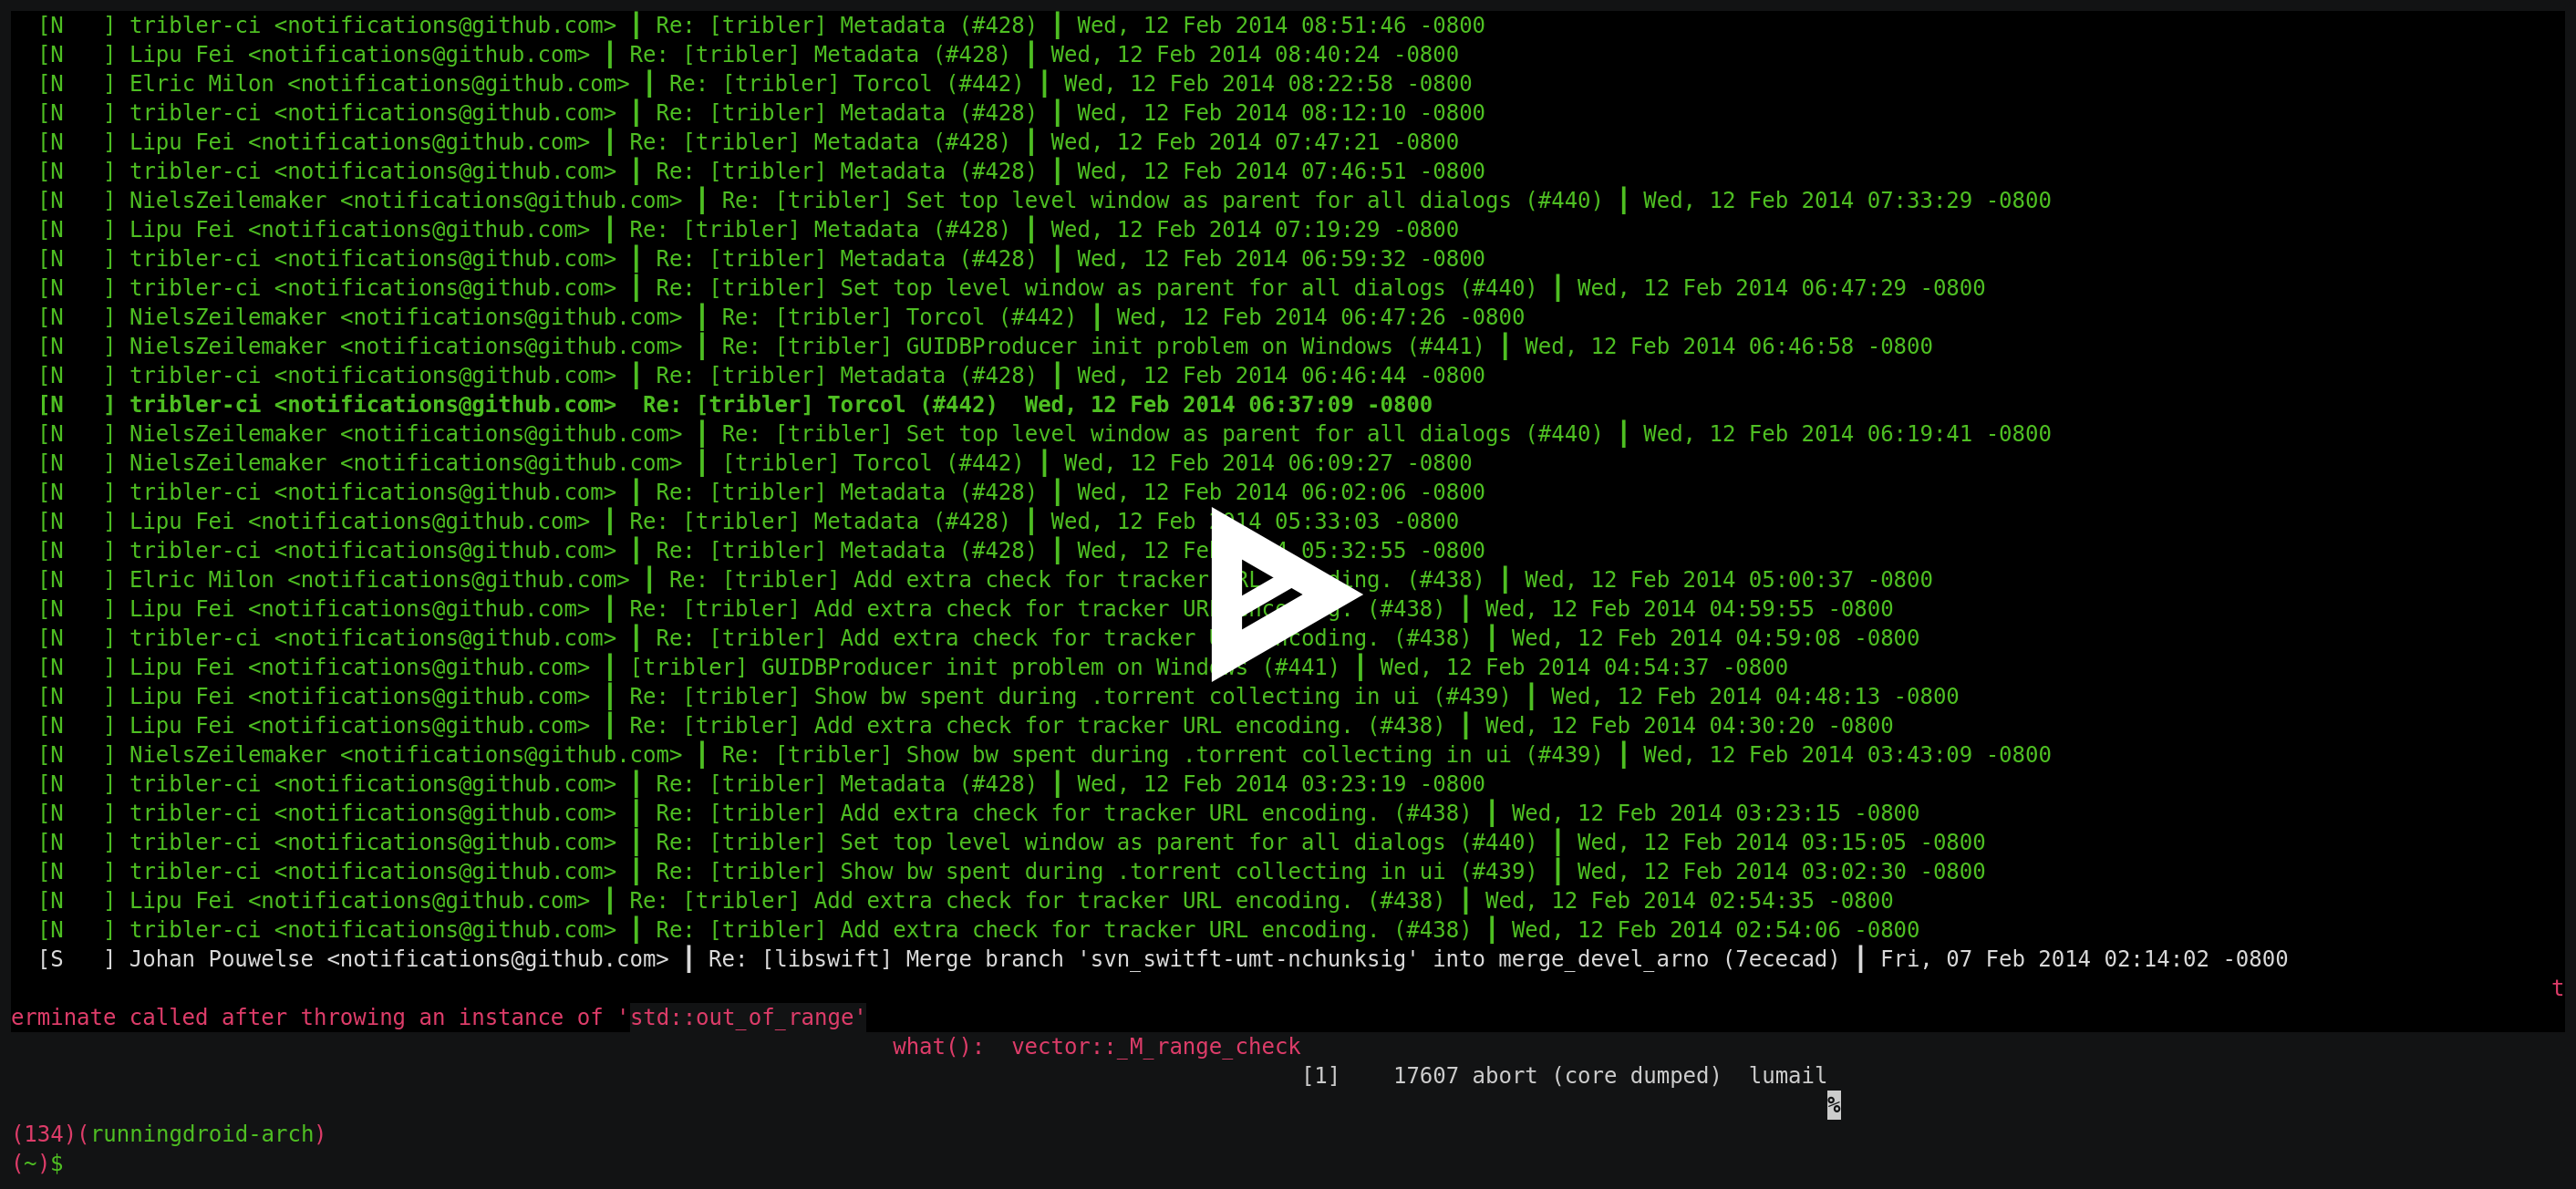 [N   ] tribler-ci <notifications@github.com> ┃ Re: [tribler] Metadata (#428) ┃ Wed, 12 Feb 2014 08:51:46 -0800
[N   ] Lipu Fei <notifications@github.com> ┃ Re: [tribler] Metadata (#428) ┃ Wed, 12 Feb 2014 08:40:24 -0800
[N   ] Elric Milon <notifications@github.com> ┃ Re: [tribler] Torcol (#442) ┃ Wed, 12 Feb 2014 08:22:58 -0800
[N   ] tribler-ci <notifications@github.com> ┃ Re: [tribler] Metadata (#428) ┃ Wed, 12 Feb 2014 08:12:10 -0800
[N   ] Lipu Fei <notifications@github.com> ┃ Re: [tribler] Metadata (#428) ┃ Wed, 12 Feb 2014 07:47:21 -0800
[N   ] tribler-ci <notifications@github.com> ┃ Re: [tribler] Metadata (#428) ┃ Wed, 12 Feb 2014 07:46:51 -0800
[N   ] NielsZeilemaker <notifications@github.com> ┃ Re: [tribler] Set top level window as parent for all dialogs (#440) ┃ Wed, 12 Feb 2014 07:33:29 -0800
[N   ] Lipu Fei <notifications@github.com> ┃ Re: [tribler] Metadata (#428) ┃ Wed, 12 Feb 2014 07:19:29 -0800
[N   ] tribler-ci <notifications@github.com> ┃ Re: [tribler] Metadata (#428) ┃ Wed, 12 Feb 2014 06:59:32 -0800
[N   ] tribler-ci <notifications@github.com> ┃ Re: [tribler] Set top level window as parent for all dialogs (#440) ┃ Wed, 12 Feb 2014 06:47:29 -0800
[N   ] NielsZeilemaker <notifications@github.com> ┃ Re: [tribler] Torcol (#442) ┃ Wed, 12 Feb 2014 06:47:26 -0800
[N   ] NielsZeilemaker <notifications@github.com> ┃ Re: [tribler] GUIDBProducer init problem on Windows (#441) ┃ Wed, 12 Feb 2014 06:46:58 -0800
[N   ] tribler-ci <notifications@github.com> ┃ Re: [tribler] Metadata (#428) ┃ Wed, 12 Feb 2014 06:46:44 -0800
[N   ] tribler-ci <notifications@github.com>  Re: [tribler] Torcol (#442)  Wed, 12 Feb 2014 06:37:09 -0800
[N   ] NielsZeilemaker <notifications@github.com> ┃ Re: [tribler] Set top level window as parent for all dialogs (#440) ┃ Wed, 12 Feb 2014 06:19:41 -0800
[N   ] NielsZeilemaker <notifications@github.com> ┃ [tribler] Torcol (#442) ┃ Wed, 12 Feb 2014 06:09:27 -0800
[N   ] tribler-ci <notifications@github.com> ┃ Re: [tribler] Metadata (#428) ┃ Wed, 12 Feb 2014 06:02:06 -0800
[N   ] Lipu Fei <notifications@github.com> ┃ Re: [tribler] Metadata (#428) ┃ Wed, 12 Feb 2014 05:33:03 -0800
[N   ] tribler-ci <notifications@github.com> ┃ Re: [tribler] Metadata (#428) ┃ Wed, 12 05:32:55 -0800
[N   ] Elric Milon <notifications@github.com> ┃ Re: [tribler] Add extra check for tracker (#438) ┃ Wed, 12 Feb 2014 05:00:37 -0800
[N   ] Lipu Fei <notifications@github.com> ┃ Re: [tribler] Add extra check for tracker (#438) ┃ Wed, 12 Feb 2014 04:59:55 -0800
[N   ] tribler-ci <notifications@github.com> ┃ Re: [tribler] Add extra check for tracker (#438) ┃ Wed, 12 Feb 2014 04:59:08 -0800
[N   ] Lipu Fei <notifications@github.com> ┃ [tribler] GUIDBProducer init problem on Windows (#441) ┃ Wed, 12 Feb 2014 04:54:37 -0800
[N   ] Lipu Fei <notifications@github.com> ┃ Re: [tribler] Show bw spent during .torrent collecting in ui (#439) ┃ Wed, 12 Feb 2014 04:48:13 -0800
[N   ] Lipu Fei <notifications@github.com> ┃ Re: [tribler] Add extra check for tracker URL encoding. (#438) ┃ Wed, 12 Feb 2014 04:30:20 -0800
[N   ] NielsZeilemaker <notifications@github.com> ┃ Re: [tribler] Show bw spent during .torrent collecting in ui (#439) ┃ Wed, 12 Feb 2014 03:43:09 -0800
[N   ] tribler-ci <notifications@github.com> ┃ Re: [tribler] Metadata (#428) ┃ Wed, 12 Feb 2014 03:23:19 -0800
[N   ] tribler-ci <notifications@github.com> ┃ Re: [tribler] Add extra check for tracker URL encoding. (#438) ┃ Wed, 12 Feb 2014 03:23:15 -0800
[N   ] tribler-ci <notifications@github.com> ┃ Re: [tribler] Set top level window as parent for all dialogs (#440) ┃ Wed, 12 Feb 2014 03:15:05 -0800
[N   ] tribler-ci <notifications@github.com> ┃ Re: [tribler] Show bw spent during .torrent collecting in ui (#439) ┃ Wed, 12 Feb 2014 03:02:30 -0800
[N   ] Lipu Fei <notifications@github.com> ┃ Re: [tribler] Add extra check for tracker URL encoding. (#438) ┃ Wed, 12 Feb 2014 02:54:35 -0800
[N   ] tribler-ci <notifications@github.com> ┃ Re: [tribler] Add extra check for tracker URL encoding. (#438) ┃ Wed, 12 Feb 2014 02:54:06 -0800
[S   ] Johan Pouwelse <notifications@github.com> ┃ Re: [libswift] Merge branch 'svn_switft-umt-nchunksig' into merge_devel_arno (7ececad) ┃ Fri, 07 Feb 2014 02:14:02 -0800
t
erminate called after throwing an instance of 'std::out_of_range'
what():  vector::_M_range_check
[1]    17607 abort (core dumped)  lumail
%
(134)(runningdroid-arch)
(~)$